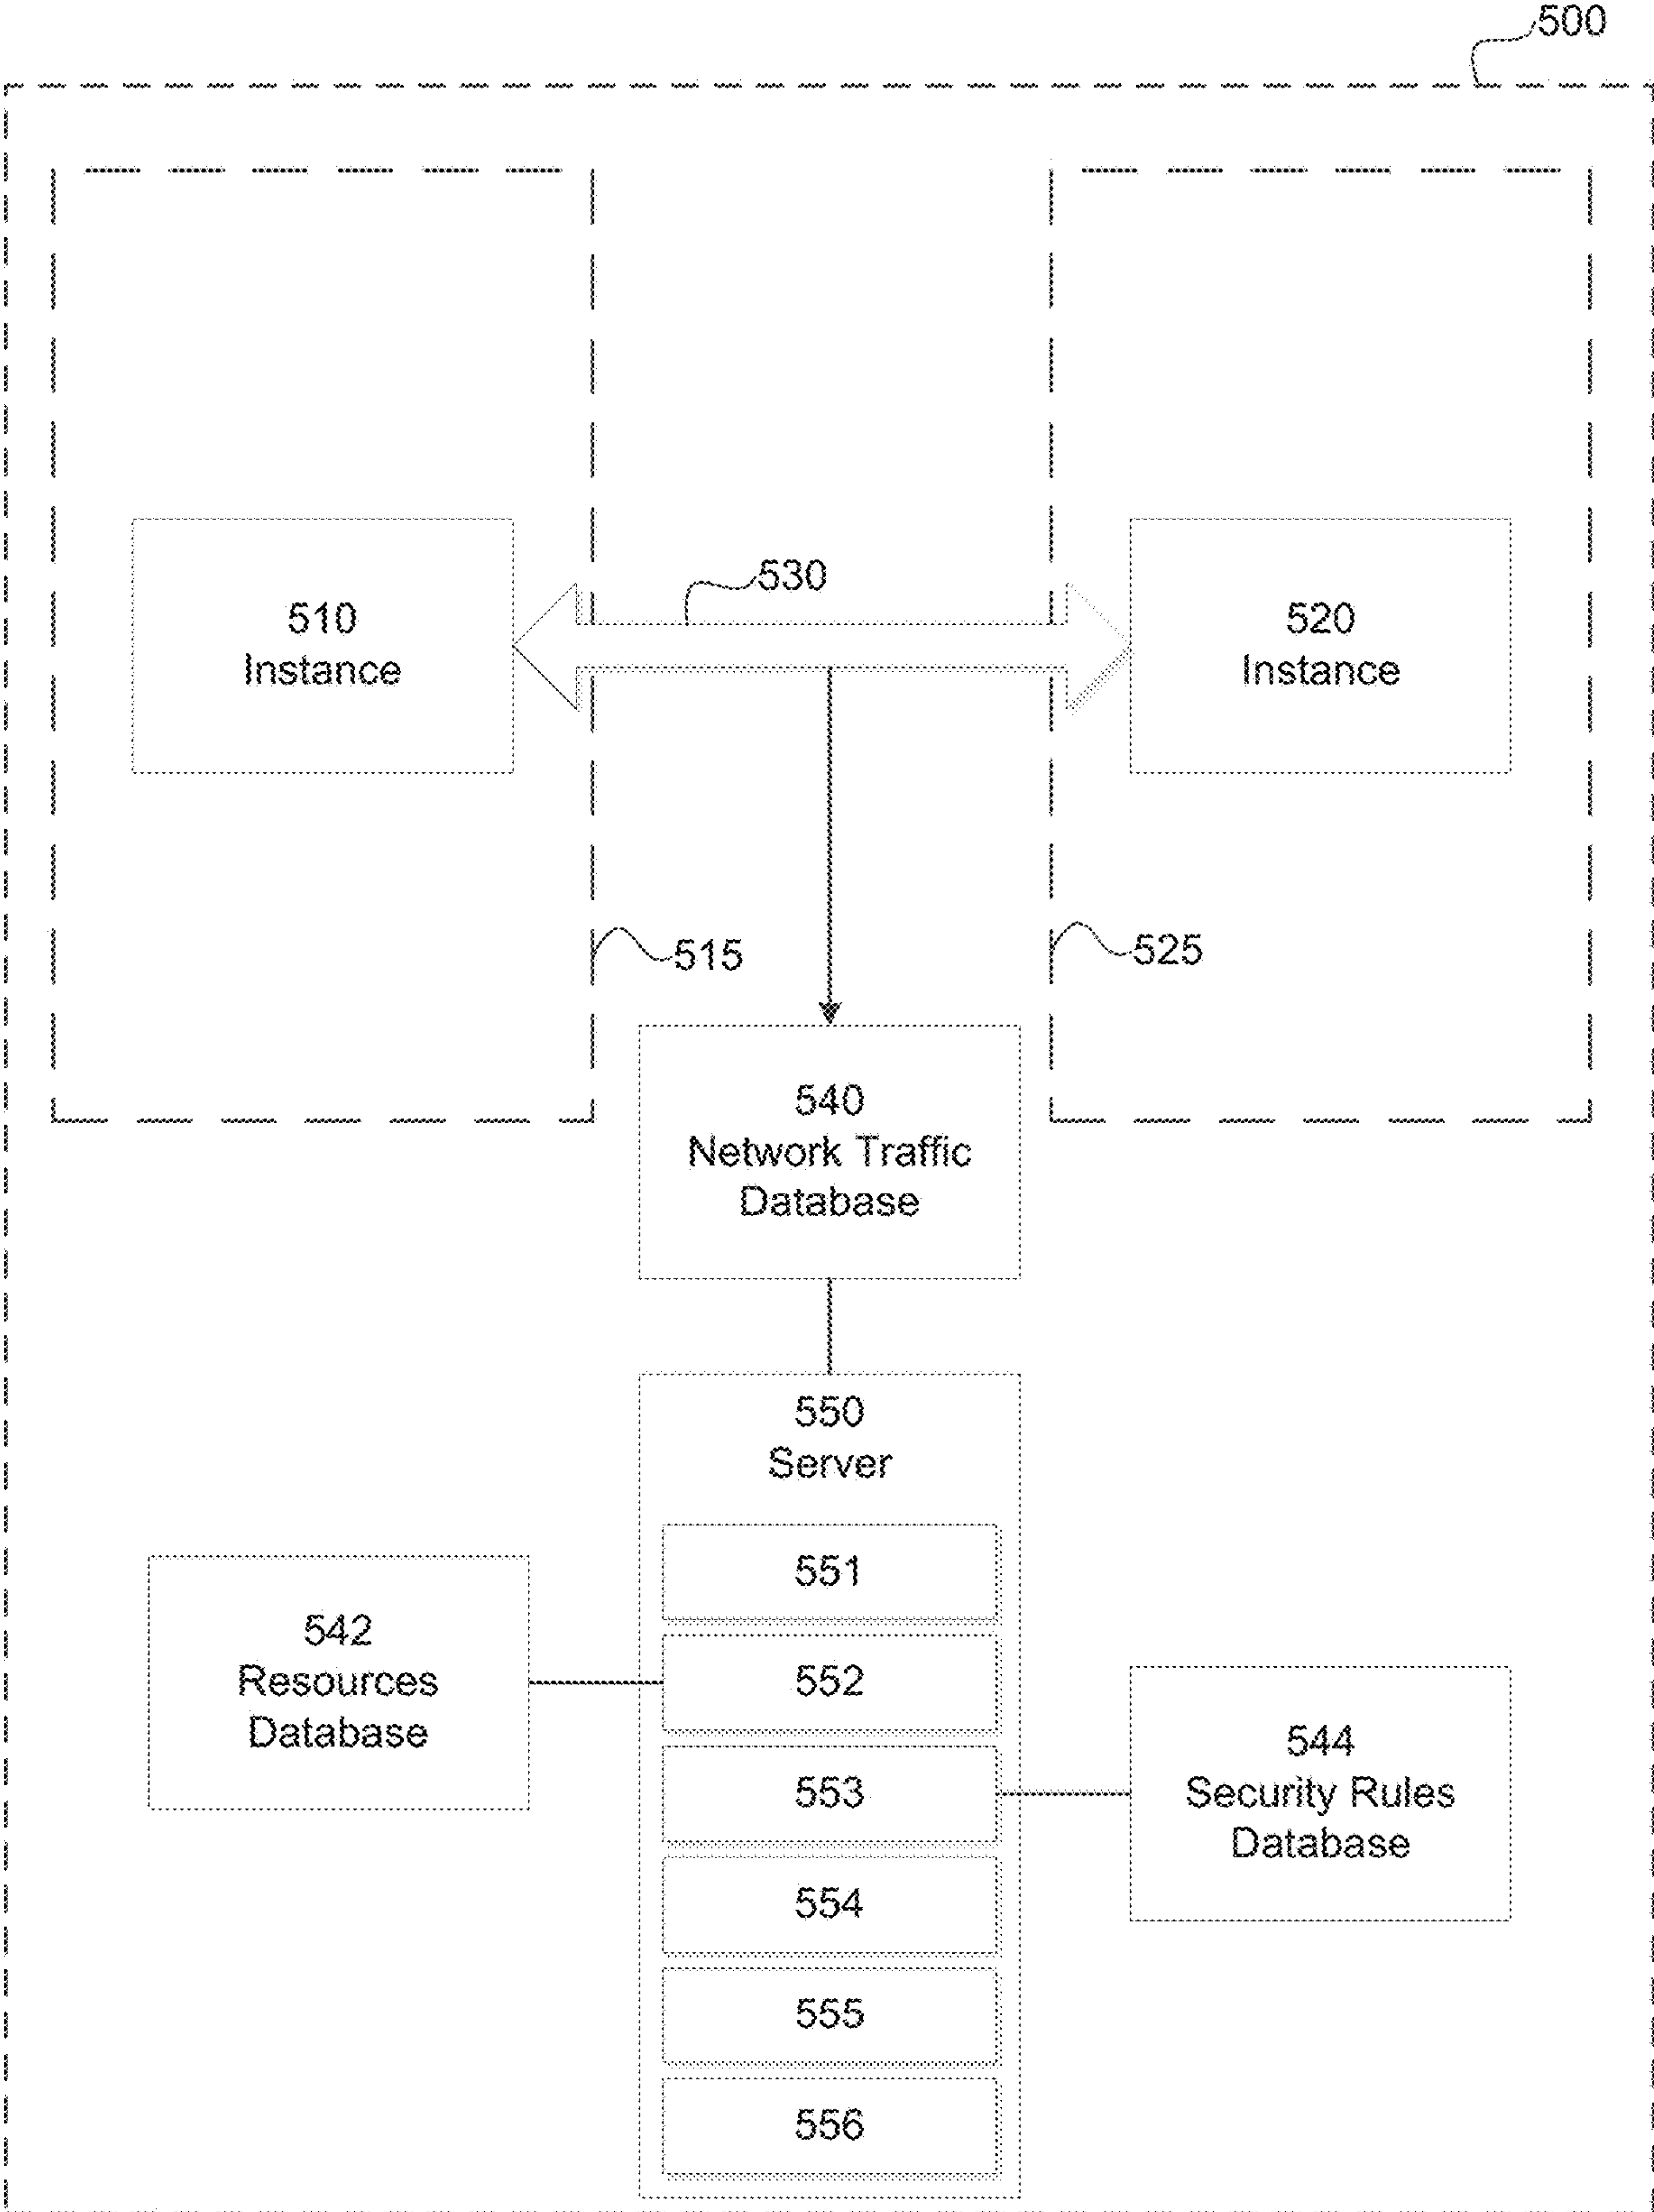 500
530
510
Instance
520
Instance
515
525
540
Network Traffic
Database
550
Server
551
542
Resources
Database
552
553
544
Security Rules
Database
554
555
556